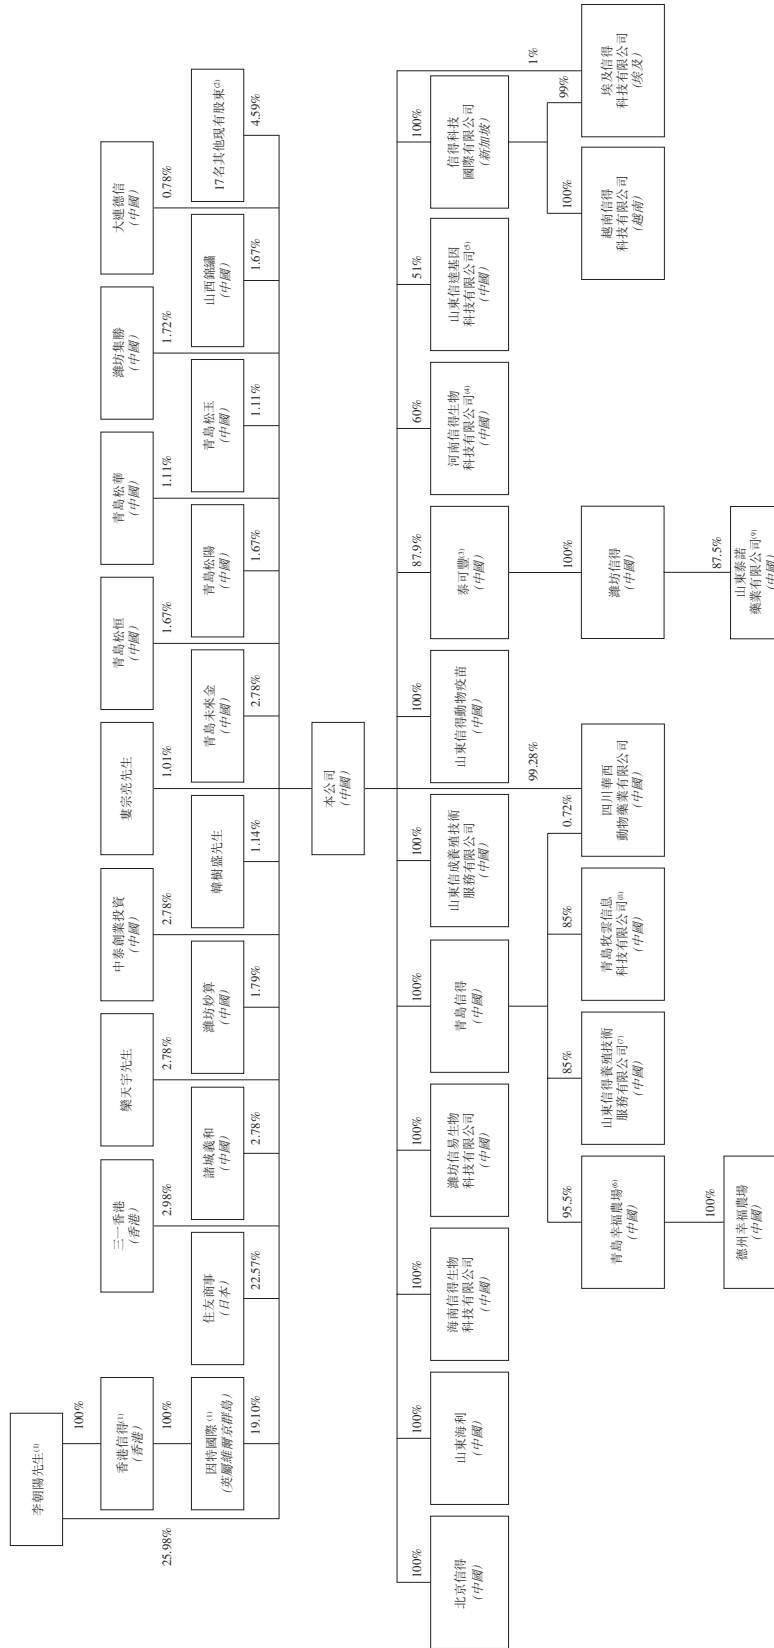 李朝陽先生(1)
25.98%
100%
香港信得(1)
(香港)
100%
因特國際(1)
(英屬維爾京群島)
19.10%
住友商事
(日本)
22.57%
三一香港
(香港)
2.98%
諸城義和
(中國)
2.78%
欒天宇先生
2.78%
濰坊妙算
(中國)
1.79%
中泰創業投資
(中國)
2.78%
韓樹盛先生
1.14%
婁宗亮先生
1.01%
青島未來金
(中國)
2.78%
青島松恒
(中國)
1.67%
青島松陽
(中國)
1.67%
青島松華
(中國)
1.11%
青島松玉
(中國)
1.11%
濰坊集勝
(中國)
1.72%
山西錦繡
(中國)
1.67%
大連德信
(中國)
0.78%
17名其他現有股東(2)
4.59%
本公司
(中國)
100%
北京信得
(中國)
100%
山東海利
(中國)
100%
海南信得生物
科技有限公司
(中國)
100%
濰坊信易生物
科技有限公司
(中國)
100%
青島信得
(中國)
100%
山東信成養殖技術
服務有限公司
(中國)
100%
山東信得動物疫苗
(中國)
87.9%
泰可豐(3)
(中國)
60%
河南信得生物
科技有限公司(4)
(中國)
51%
山東信達基因
科技有限公司(5)
(中國)
100%
信得科技
國際有限公司
(新加坡)
1%
95.5%
青島幸福農場(6)
(中國)
85%
山東信得養殖技術
服務有限公司(7)
(中國)
85%
青島牧雲信息
科技有限公司(8)
(中國)
0.72%
99.28%
四川華西
動物藥業有限公司
(中國)
100%
濰坊信得
(中國)
100%
越南信得
科技有限公司
(越南)
99%
埃及信得
科技有限公司
(埃及)
100%
德州幸福農場
(中國)
87.5%
山東泰諾
藥業有限公司(9)
(中國)